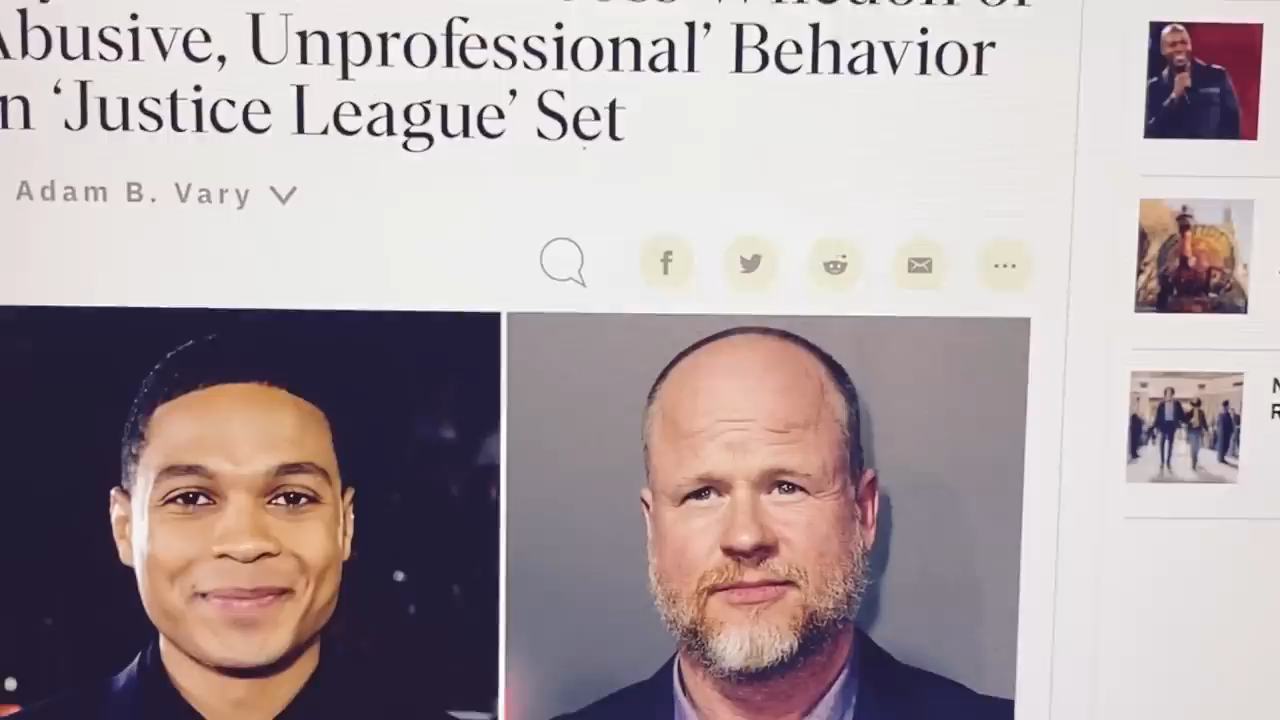 Abusive, Unprofessional’ Behavior
n ‘Justice League’ Set
Adam B. Vary
f
N
R